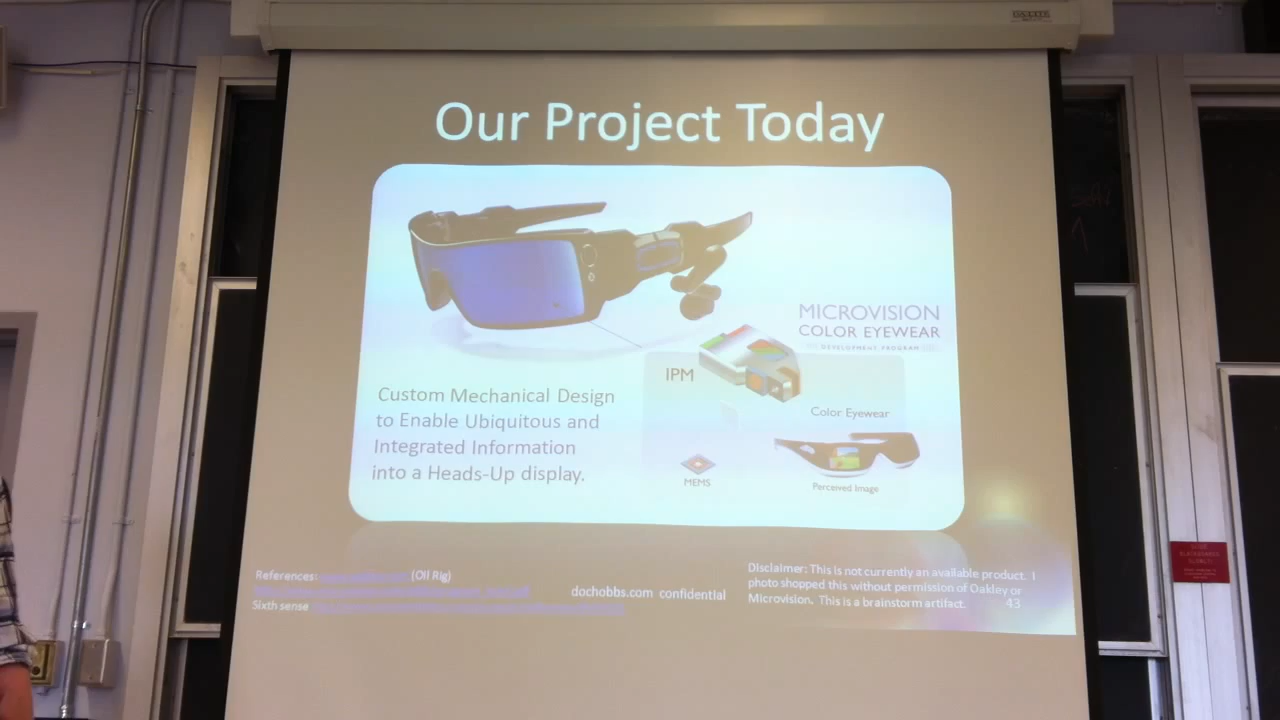 Our Project Today
MICROVISION
COLOR EYEWEAR
DEVELOPMENT PROGRAM
IPM
Custom Mechanical Design
to Enable Ubiquitous and
Integrated Information
into a Heads-Up display.
Color Eyewear
MEMS
Perceived Image
References: (Oil Rig)
Sixth sense
dochobbs.com confidential
Disclaimer: This is not currently an available product. I
photo shopped this without permission of Oakley or
Microvision. This is a brainstorm artifact.
43